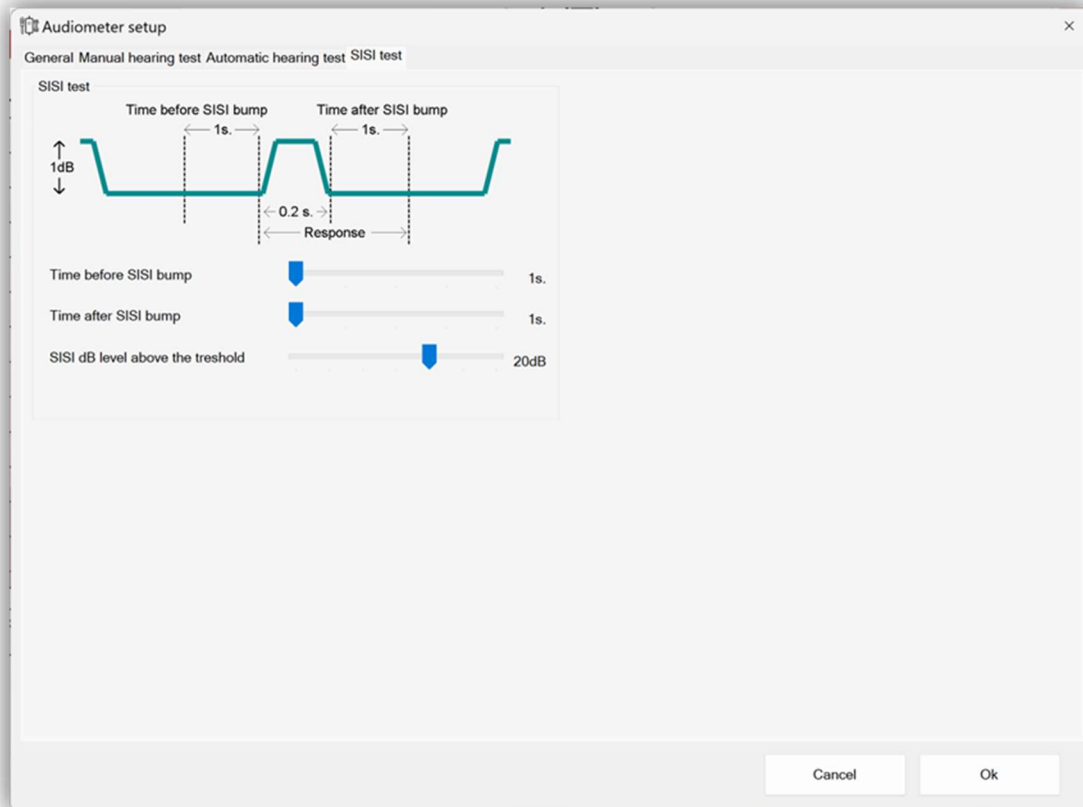 Audiometer setup
General Manual hearing test Automatic hearing test SISI test
SISI test
Time before SISI bump Time after SISI bump
1s. 1s.
1dB
0.2 s.
Response
Time before SISI bump 1s.
Time after SISI bump 1s.
SISI dB level above the treshold 20dB
Cancel Ok